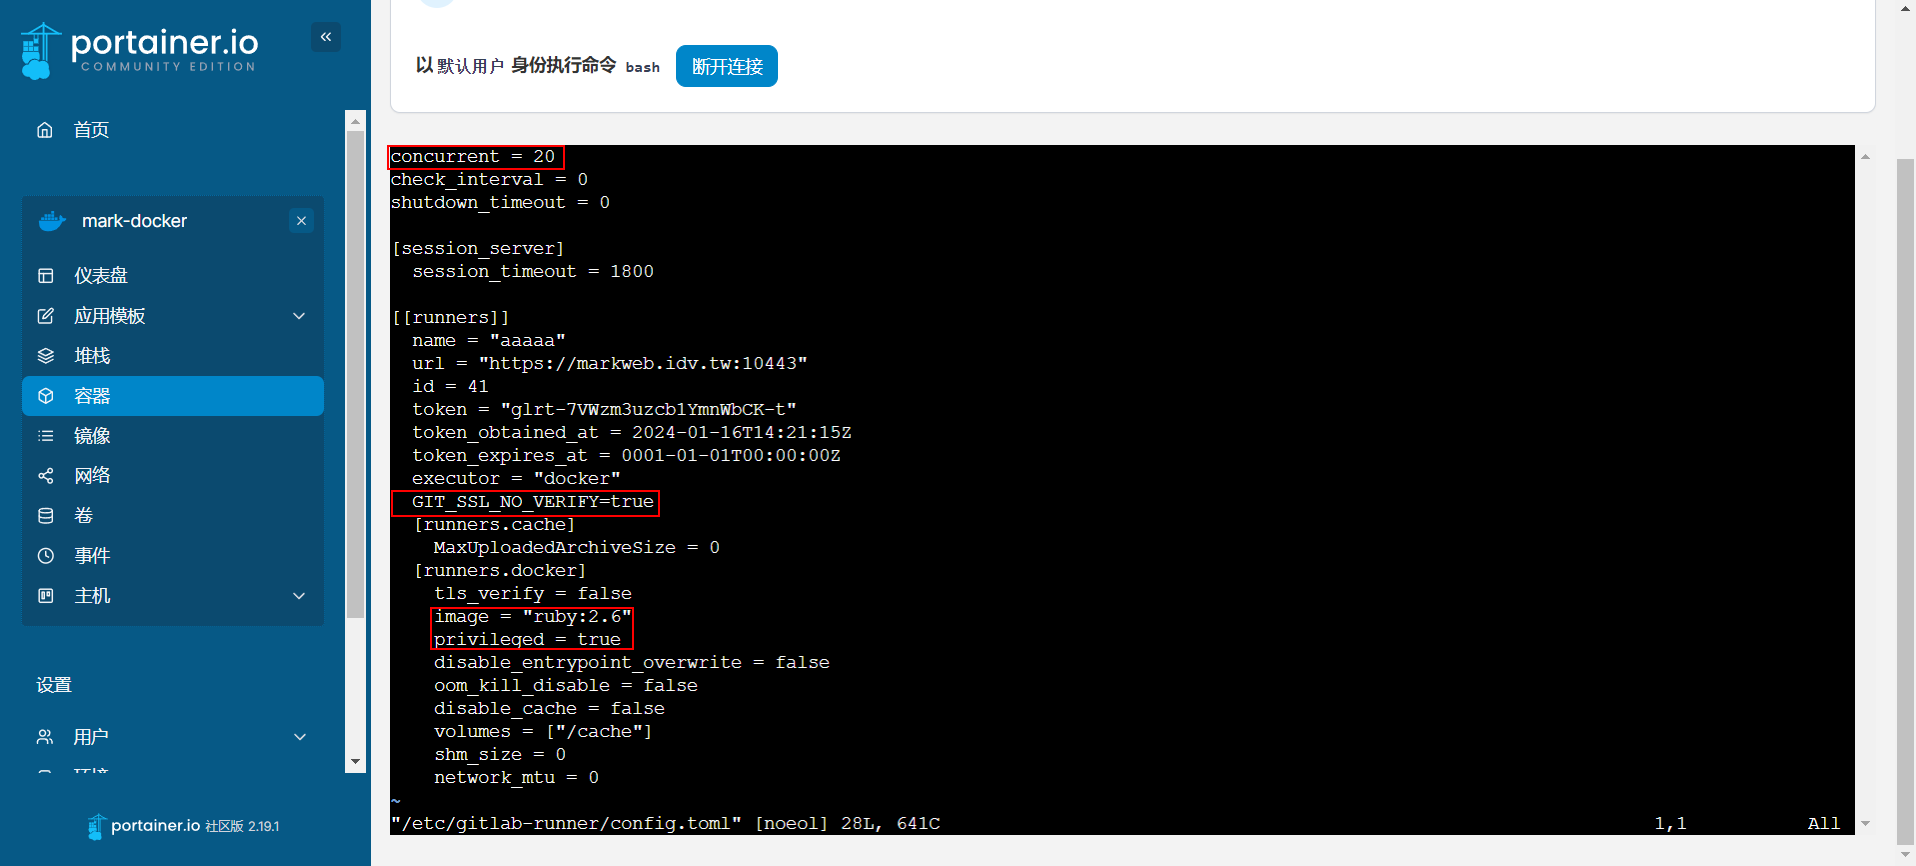 portainer.io
COMMUNITY EDITION
«
首页
mark-docker
×
仪表盘
应用模板
堆栈
容器
镜像
网络
卷
事件
主机
设置
用户
环境
portainer.io 社区版 2.19.1
以 默认用户 身份执行命令 bash 断开连接
concurrent = 20
check_interval = 0
shutdown_timeout = 0
[session_server]
session_timeout = 1800
[[runners]]
name = "aaaaa"
url = "https://markweb.idv.tw:10443"
id = 41
token = "glrt-7VWzm3uzcb1YmnWbCK-t"
token_obtained_at = 2024-01-16T14:21:15Z
token_expires_at = 0001-01-01T00:00:00Z
executor = "docker"
GIT_SSL_NO_VERIFY=true
[runners.cache]
MaxUploadedArchiveSize = 0
[runners.docker]
tls_verify = false
image = "ruby:2.6"
privileged = true
disable_entrypoint_overwrite = false
oom_kill_disable = false
disable_cache = false
volumes = ["/cache"]
shm_size = 0
network_mtu = 0
~
"/etc/gitlab-runner/config.toml" [noeol] 28L, 641C 1,1 All